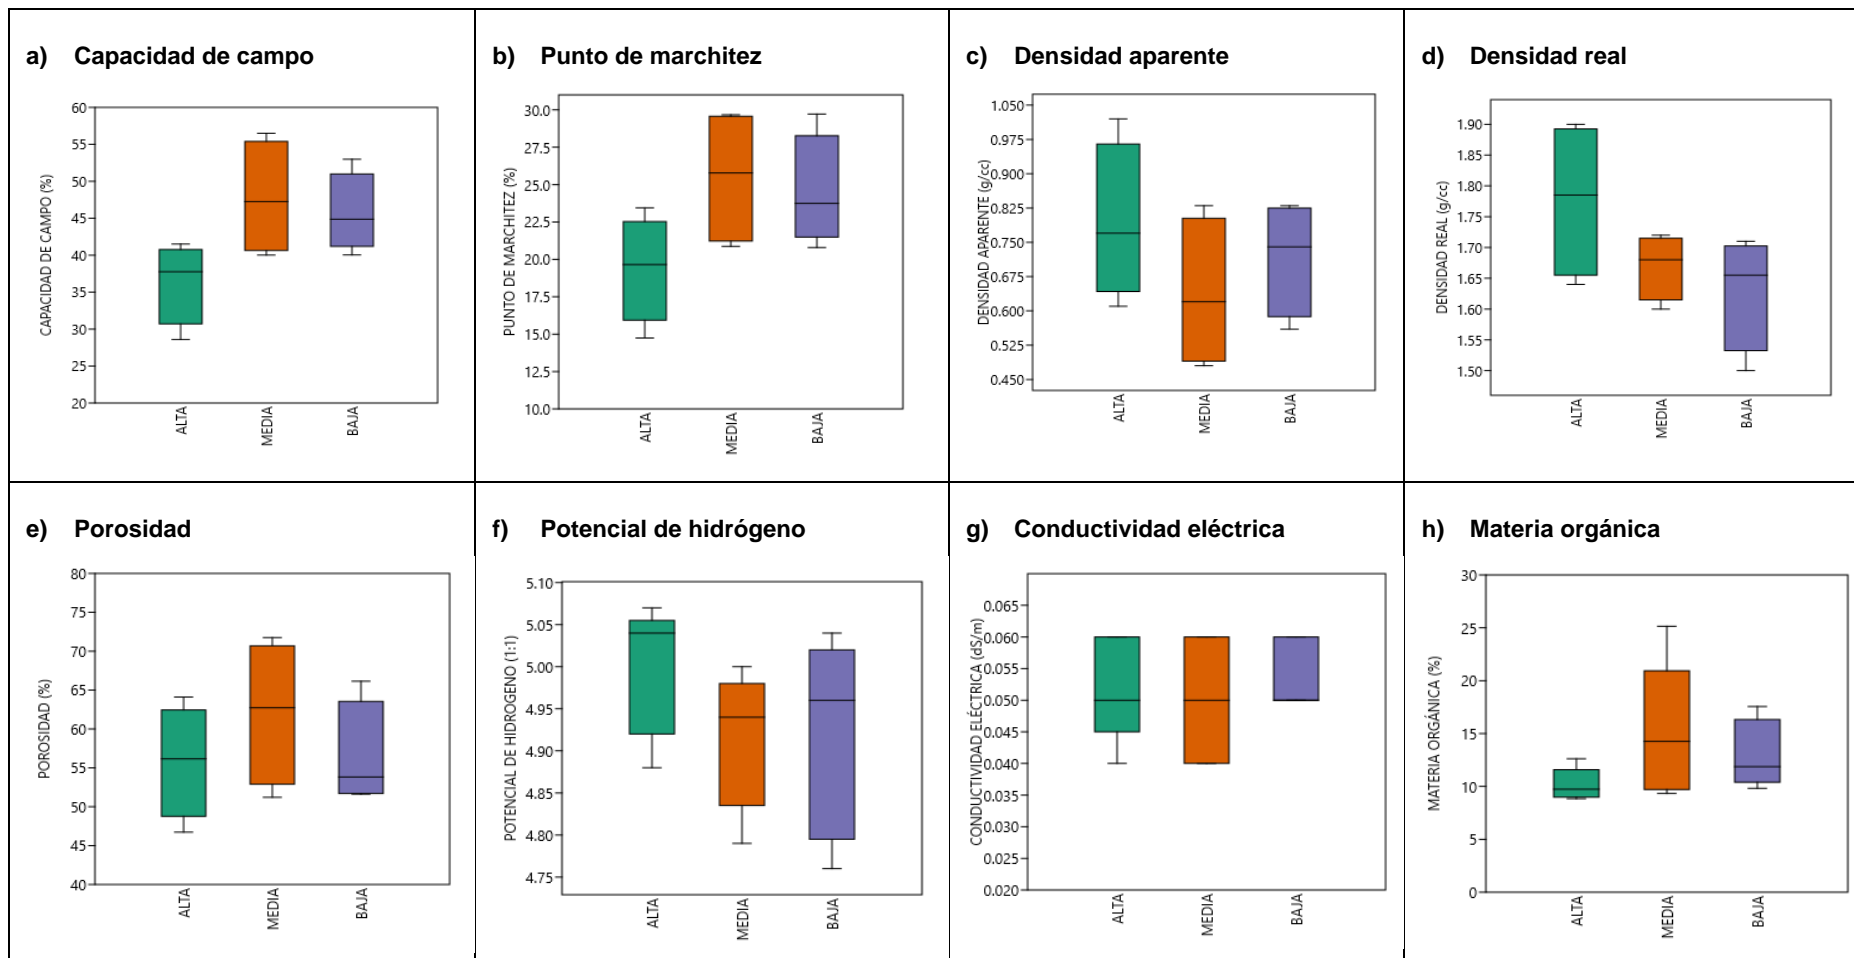 a) Capacidad de campo
60
55
50
45
40
35
30
25
20
CAPACIDAD DE CAMPO (%)
ALTA
MEDIA
BAJA
b) Punto de marchitez
30.0
27.5
25.0
22.5
20.0
17.5
15.0
12.5
10.0
PUNTO DE MARCHITEZ (%)
ALTA
MEDIA
BAJA
c) Densidad aparente
1.050
0.975
0.900
0.825
0.750
0.675
0.600
0.525
0.450
DENSIDAD APARENTE (g/cc)
ALTA
MEDIA
BAJA
d) Densidad real
1.90
1.85
1.80
1.75
1.70
1.65
1.60
1.55
1.50
DENSIDAD REAL (g/cc)
ALTA
MEDIA
BAJA
e) Porosidad
80
75
70
65
60
55
50
45
40
POROSIDAD (%)
ALTA
MEDIA
BAJA
f) Potencial de hidrógeno
5.10
5.05
5.00
4.95
4.90
4.85
4.80
4.75
POTENCIAL DE HIDROGENO (1:1)
ALTA
MEDIA
BAJA
g) Conductividad eléctrica
0.065
0.060
0.055
0.050
0.045
0.040
0.035
0.030
0.025
0.020
CONDUCTIVIDAD ELÉCTRICA (dS/m)
ALTA
MEDIA
BAJA
h) Materia orgánica
30
25
20
15
10
5
0
MATERIA ORGÁNICA (%)
ALTA
MEDIA
BAJA